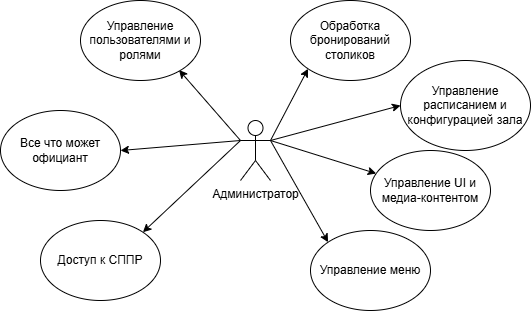 Управление
пользователями и
ролями
Обработка
бронирований
столиков
Управление
расписанием и
конфигурацией зала
Все что может
официант
Администратор
Управление UI и
медиа-контентом
Доступ к СППР
Управление меню